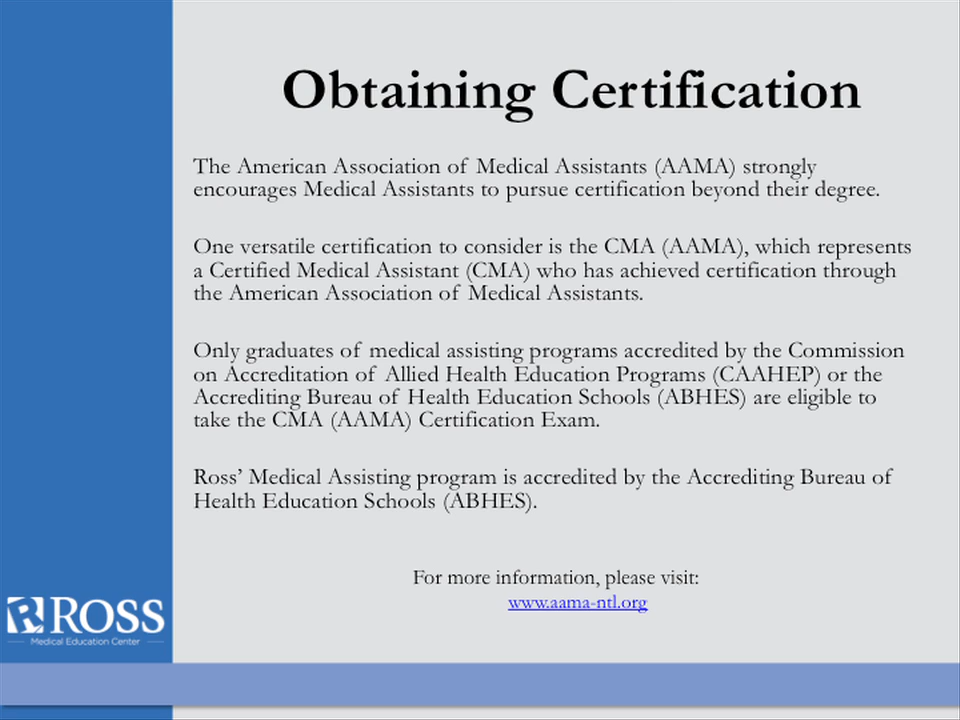 Obtaining Certification
The American Association of Medical Assistants (AAMA) strongly
encourages Medical Assistants to pursue certification beyond their degree.
One versatile certification to consider is the CMA (AAMA), which represents
a Certified Medical Assistant (CMA) who has achieved certification through
the American Association of Medical Assistants.
Only graduates of medical assisting programs accredited by the Commission
on Accreditation of Allied Health Education Programs (CAAHEP) or the
Accrediting Bureau of Health Education Schools (ABHES) are eligible to
take the CMA (AAMA) Certification Exam.
Ross’ Medical Assisting program is accredited by the Accrediting Bureau of
Health Education Schools (ABHES).
For more information, please visit:
www.aama-ntl.org
R ROSS
Medical Education Center